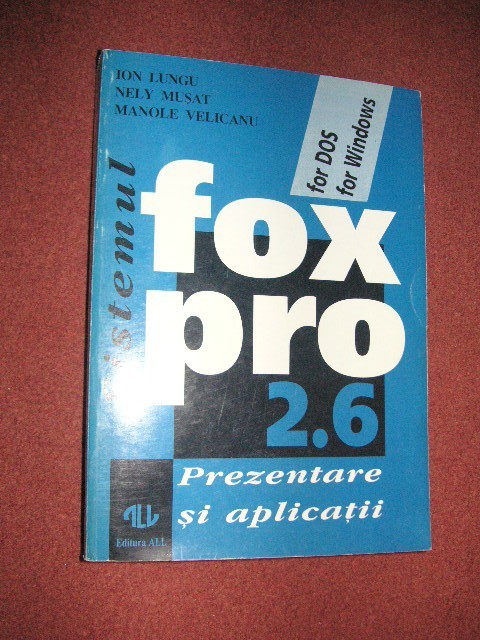 ION LUNGU
NELY MUȘAT
MANOLE VELICANU
for DOS
for Windows
sistemul
fox
pro
2.6
Prezentare
și aplicații
ALL
Editura ALL